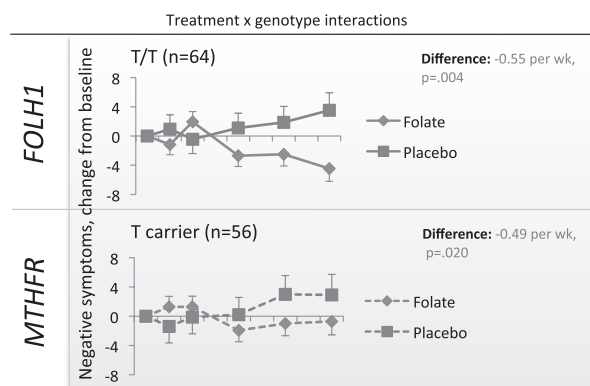 Treatment x genotype interactions
FOLH1
Negative symptoms, change from baseline
T/T (n=64)
Difference: -0.55 per wk,
p=.004
8
4
0
-4
-8
Folate
Placebo
MTHFR
T carrier (n=56)
Difference: -0.49 per wk,
p=.020
8
4
0
-4
-8
Folate
Placebo